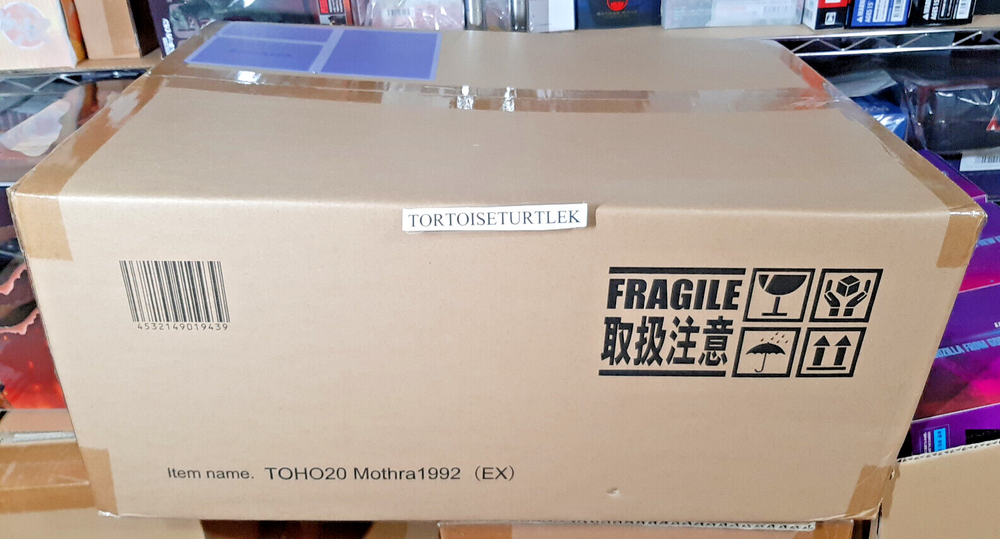 TORTOISETURTLEK
4532149019439
FRAGILE
取扱注意
Item name. TOHO20 Mothra1992（EX）